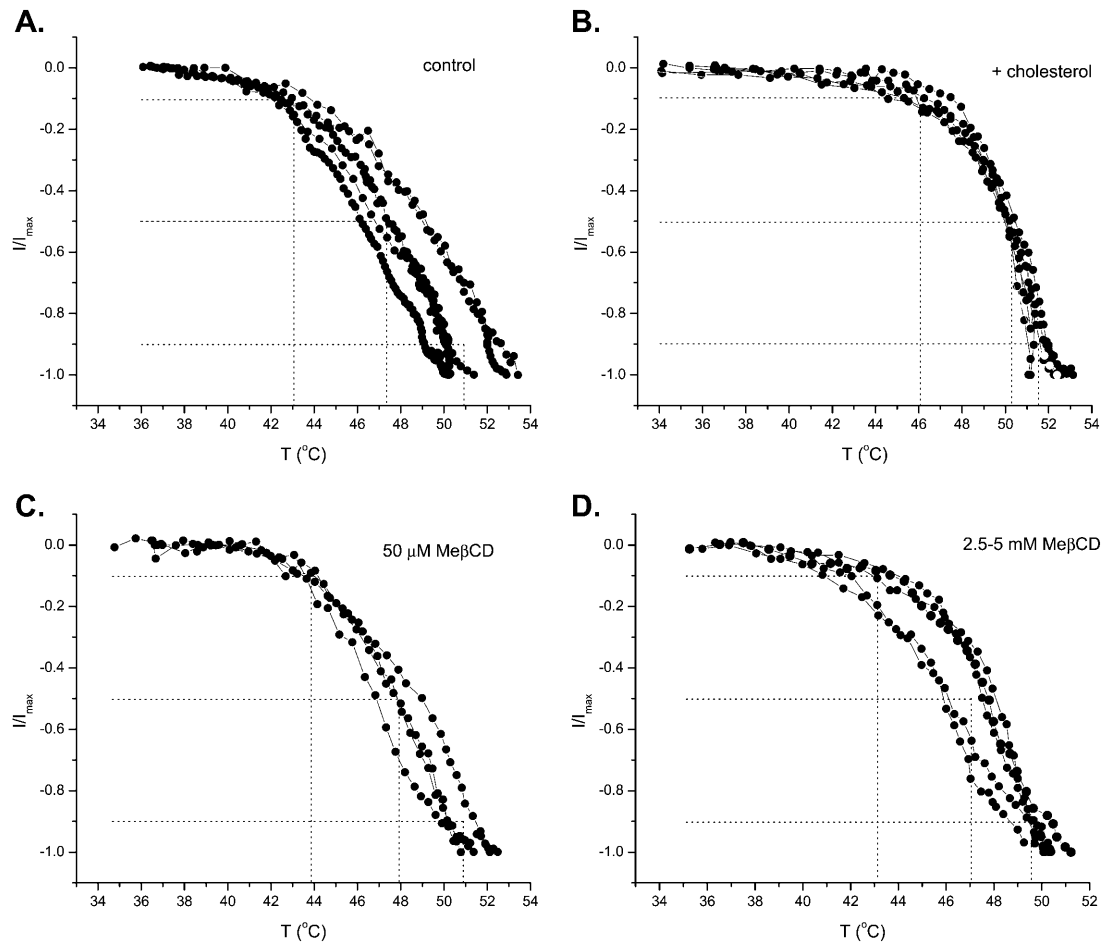 A.
control
0.0
-0.2
-0.4
-0.6
-0.8
-1.0
I/Imax
34 36 38 40 42 44 46 48 50 52 54
T (°C)
B.
+ cholesterol
0.0
-0.2
-0.4
-0.6
-0.8
-1.0
I/Imax
34 36 38 40 42 44 46 48 50 52 54
T (°C)
C.
50 μM MeβCD
0.0
-0.2
-0.4
-0.6
-0.8
-1.0
I/Imax
34 36 38 40 42 44 46 48 50 52 54
T (°C)
D.
2.5-5 mM MeβCD
0.0
-0.2
-0.4
-0.6
-0.8
-1.0
I/Imax
34 36 38 40 42 44 46 48 50 52
T (°C)